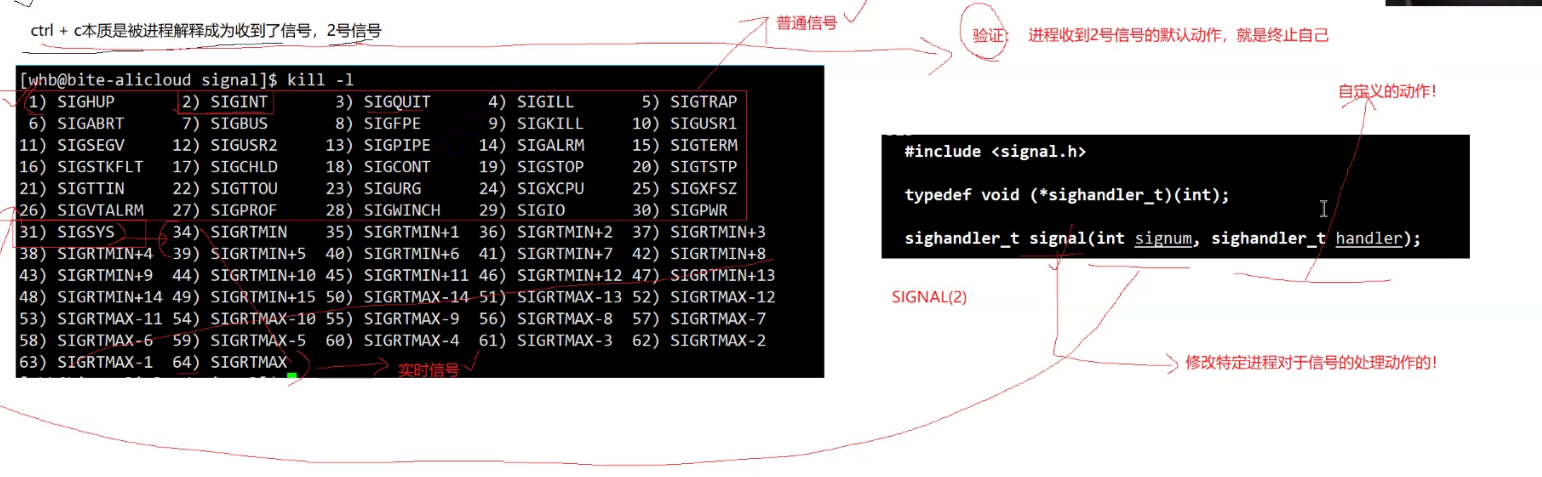 ctrl + c本质是被进程解释成为收到了信号，2号信号
普通信号
验证： 进程收到2号信号的默认动作，就是终止自己
[whb@bite-alicloud signal]$ kill -l
1) SIGHUP 2) SIGINT 3) SIGQUIT 4) SIGILL 5) SIGTRAP
6) SIGABRT 7) SIGBUS 8) SIGFPE 9) SIGKILL 10) SIGUSR1
11) SIGSEGV 12) SIGUSR2 13) SIGPIPE 14) SIGALRM 15) SIGTERM
16) SIGSTKFLT 17) SIGCHLD 18) SIGCONT 19) SIGSTOP 20) SIGTSTP
21) SIGTTIN 22) SIGTTOU 23) SIGURG 24) SIGXCPU 25) SIGXFSZ
26) SIGVTALRM 27) SIGPROF 28) SIGWINCH 29) SIGIO 30) SIGPWR
31) SIGSYS 34) SIGRTMIN 35) SIGRTMIN+1 36) SIGRTMIN+2 37) SIGRTMIN+3
38) SIGRTMIN+4 39) SIGRTMIN+5 40) SIGRTMIN+6 41) SIGRTMIN+7 42) SIGRTMIN+8
43) SIGRTMIN+9 44) SIGRTMIN+10 45) SIGRTMIN+11 46) SIGRTMIN+12 47) SIGRTMIN+13
48) SIGRTMIN+14 49) SIGRTMIN+15 50) SIGRTMAX-14 51) SIGRTMAX-13 52) SIGRTMAX-12
53) SIGRTMAX-11 54) SIGRTMAX-10 55) SIGRTMAX-9 56) SIGRTMAX-8 57) SIGRTMAX-7
58) SIGRTMAX-6 59) SIGRTMAX-5 60) SIGRTMAX-4 61) SIGRTMAX-3 62) SIGRTMAX-2
63) SIGRTMAX-1 64) SIGRTMAX
实时信号
自定义的动作！
#include <signal.h>
typedef void (*sighandler_t)(int);
sighandler_t signal(int signum, sighandler_t handler);
SIGNAL(2)
修改特定进程对于信号的处理动作的！